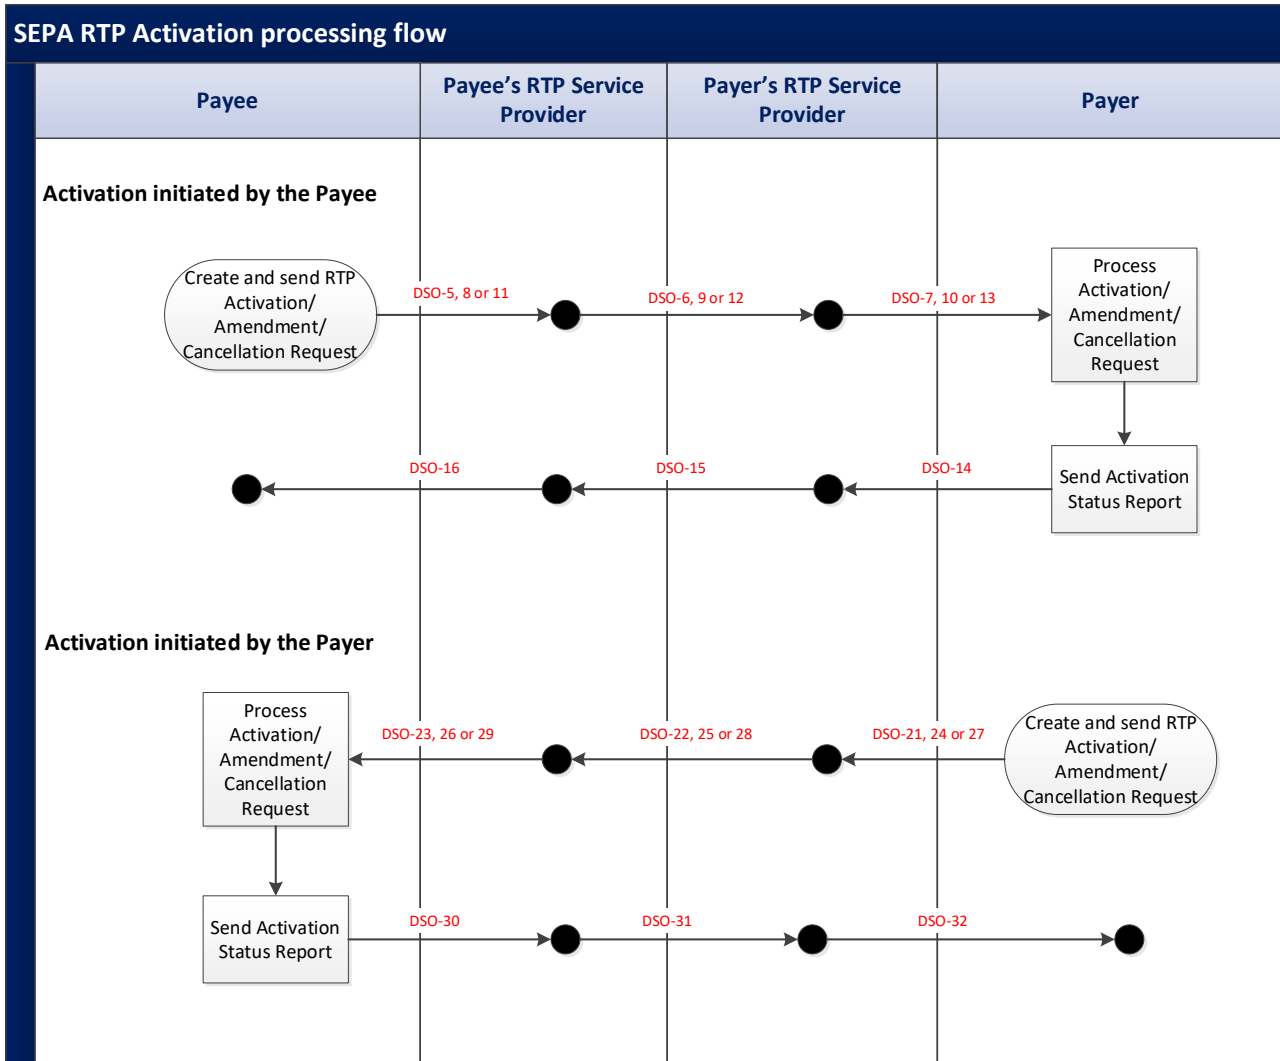 SEPA RTP Activation processing flow
Payee
Payee's RTP Service
Provider
Payer's RTP Service
Provider
Payer
Activation initiated by the Payee
Create and send RTP
Activation/
Amendment/
Cancellation Request
DSO-5, 8 or 11
DSO-6, 9 or 12
DSO-7, 10 or 13
Process
Activation/
Amendment/
Cancellation
Request
DSO-16
DSO-15
DSO-14
Send Activation
Status Report
Activation initiated by the Payer
Process
Activation/
Amendment/
Cancellation
Request
DSO-23, 26 or 29
DSO-22, 25 or 28
DSO-21, 24 or 27
Create and send RTP
Activation/
Amendment/
Cancellation Request
Send Activation
Status Report
DSO-30
DSO-31
DSO-32